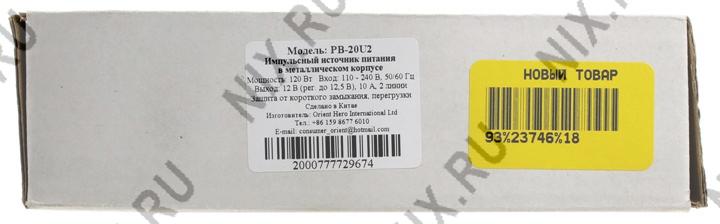 Модель: PB-20U2
Импульсный источник питания
в металлическом корпусе
Мощность: 120 Вт Вход: 110 - 240 В, 50/60 Гц
Выход: 12 В (рег. до 12,5 В), 10 А, 2 линии
Защита от короткого замыкания, перегрузки
Сделано в Китае
Изготовитель: Orient Hero International Ltd
Тел.: +86 159 8677 6010
E-mail: consumer_orient@hotmail.com
2000777729674
НОВЫЙ ТОВАР
93%23746%18
NIX.RU